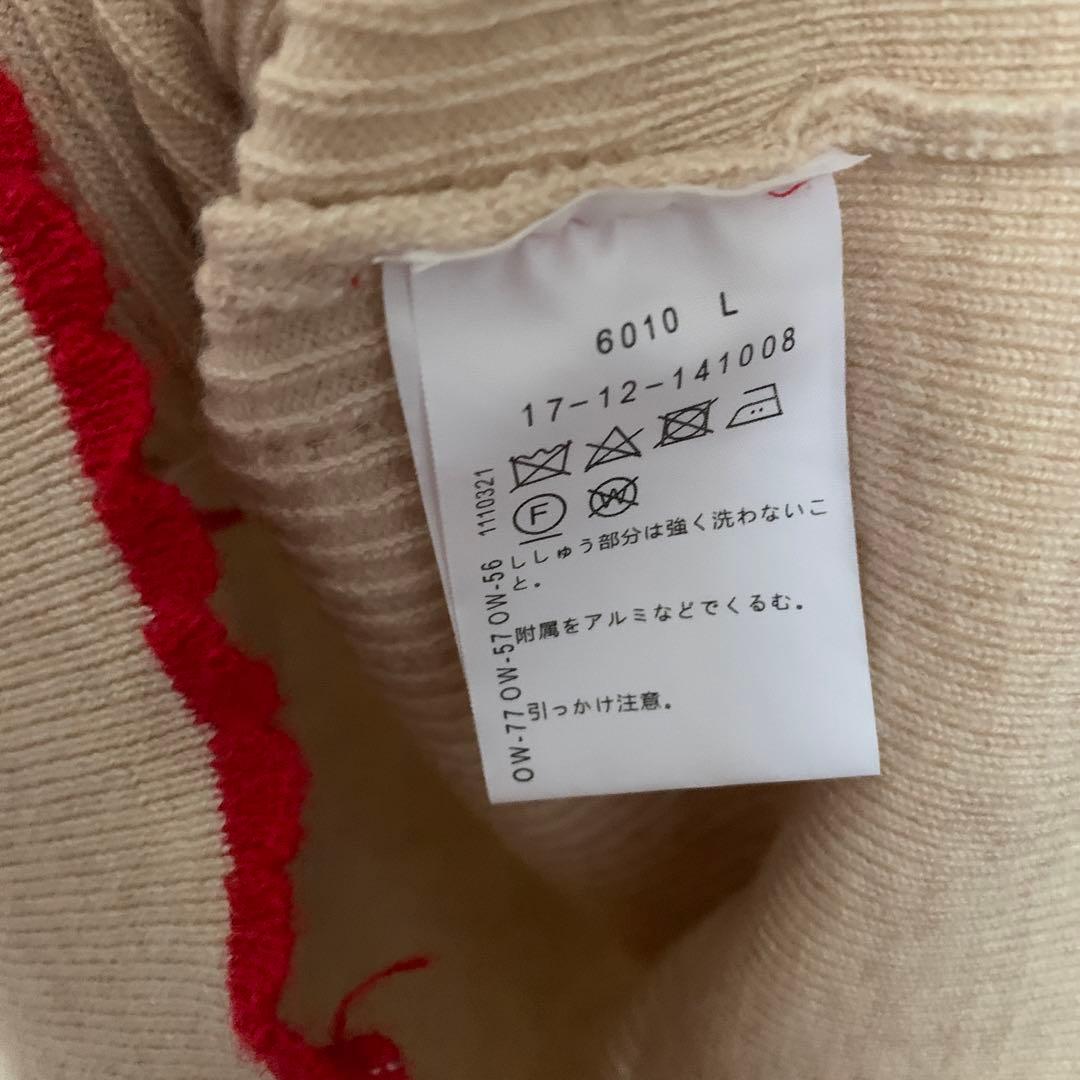 6010 L
17-12-141008
F
W
ししゅう部分は強く洗わないこ
と。
附属をアルミなどでくるむ。
引っかけ注意。
OW-77 OW-57 OW-56 1110321